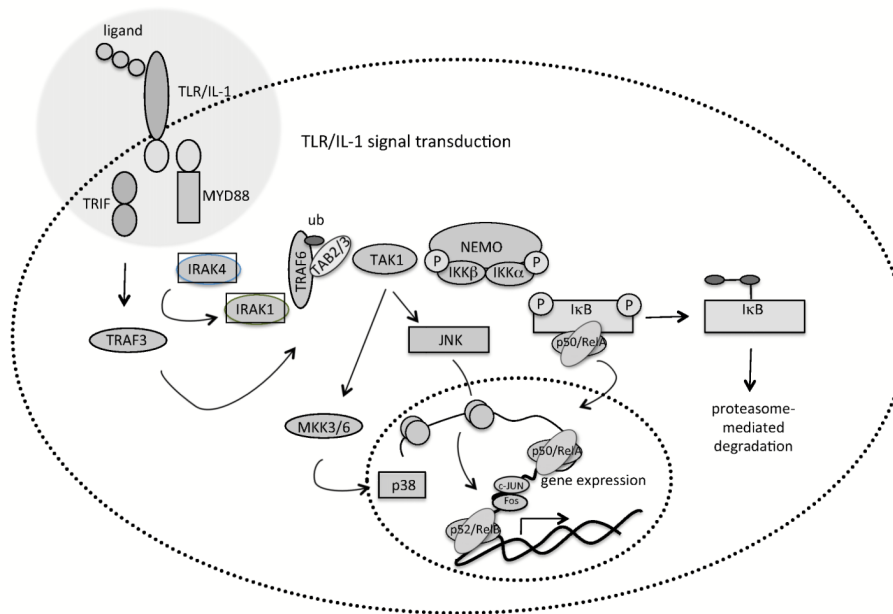 ligand
TLR/IL-1
TLR/IL-1 signal transduction
TRIF
MYD88
ub
TRAF6
TAB2/3
TAK1
NEMO
P
IKKβ
IKKα
P
IRAK4
IRAK1
TRAF3
JNK
P
IκB
P
p50/RelA
IκB
proteasome-
mediated
degradation
MKK3/6
p38
p50/RelA
gene expression
c-JUN
Fos
p52/RelB